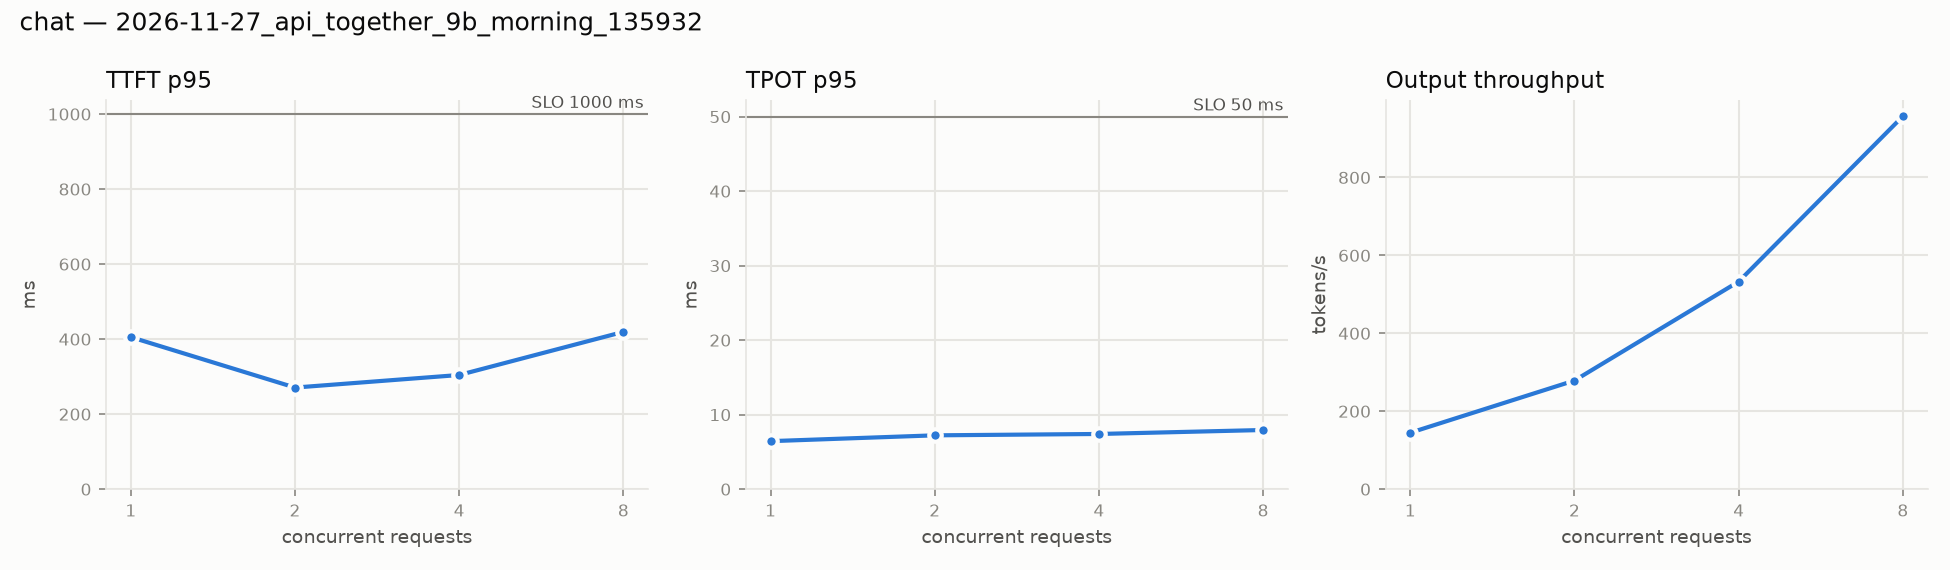 chat — 2026-11-27_api_together_9b_morning_135932
TTFT p95
SLO 1000 ms
1000
800
600
400
200
0
ms
1 2 4 8
concurrent requests
TPOT p95
SLO 50 ms
50
40
30
20
10
0
ms
1 2 4 8
concurrent requests
Output throughput
800
600
400
200
0
tokens/s
1 2 4 8
concurrent requests